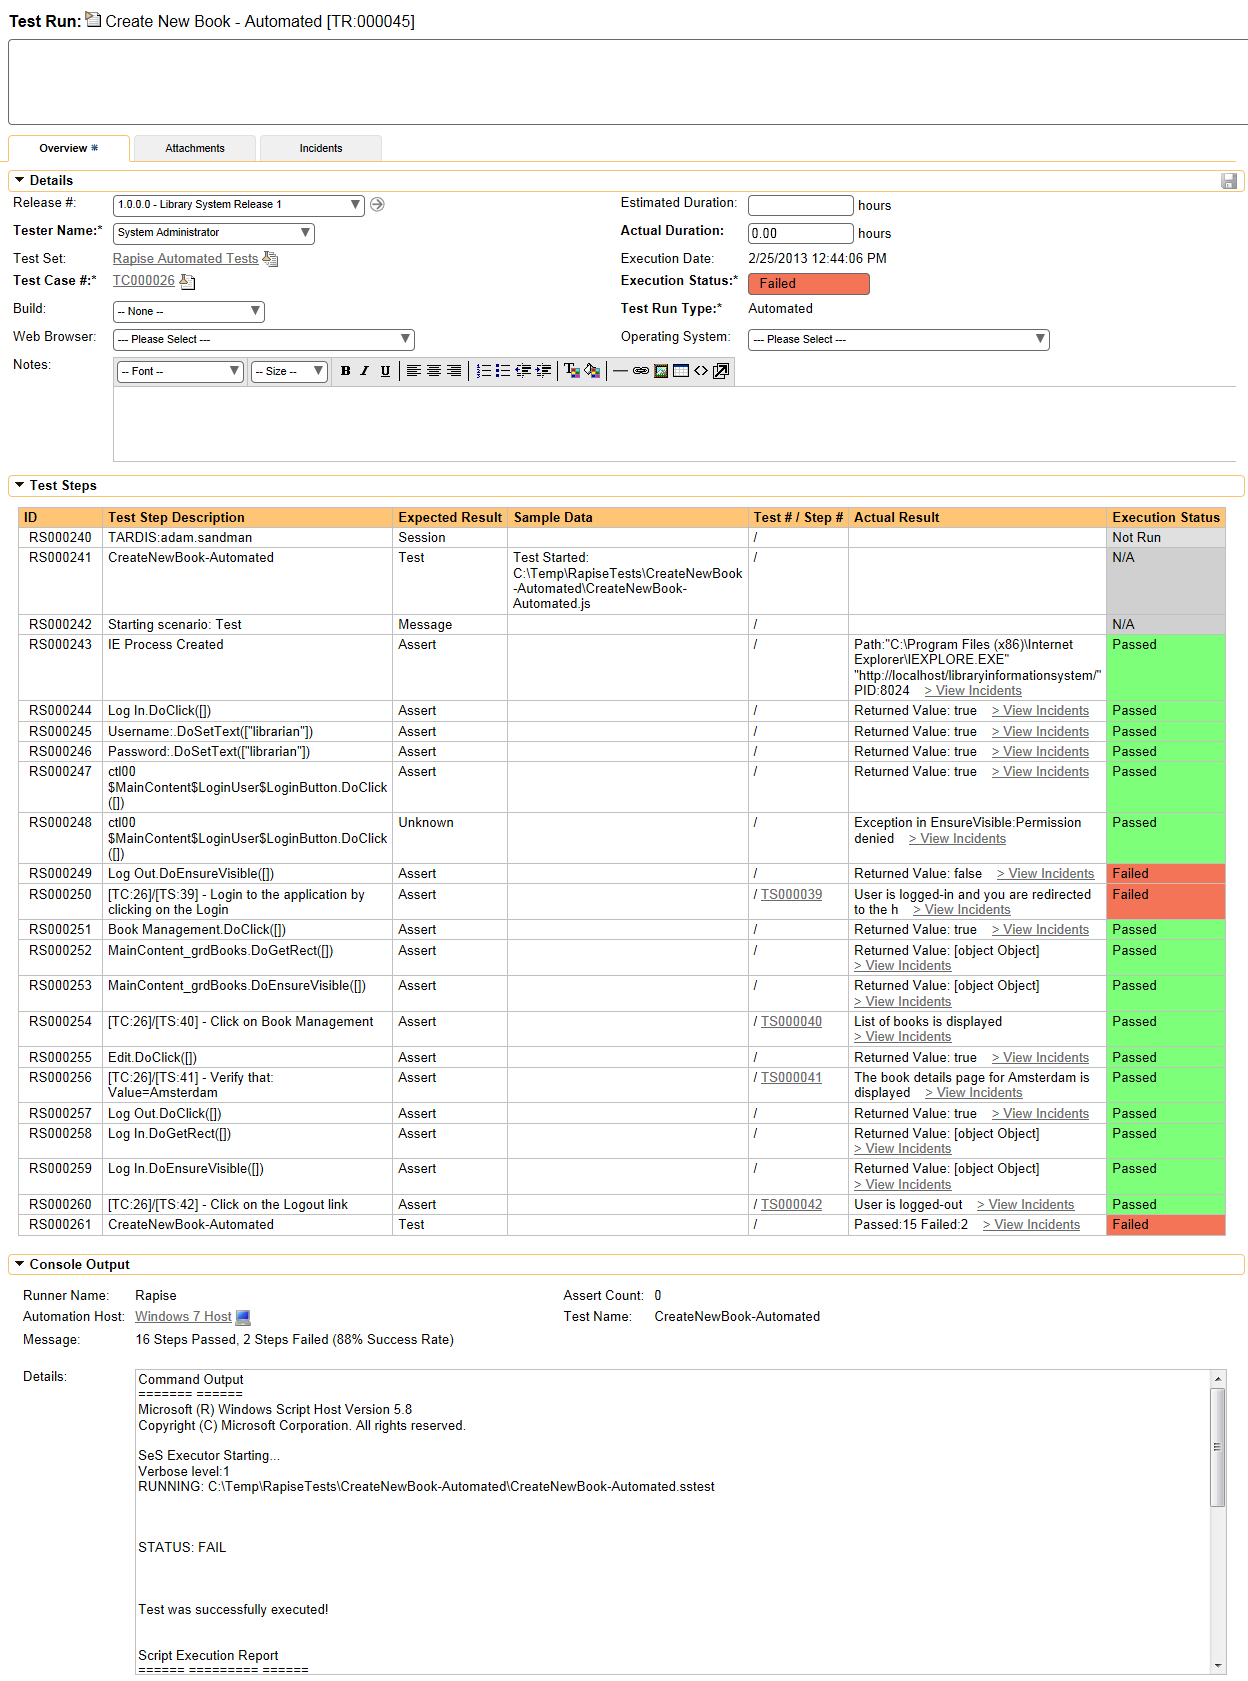 Test Run: Create New Book - Automated [TR:000045]
Overview Attachments Incidents
Details
Release #: 1.0.0.0 - Library System Release 1 Estimated Duration: hours
Tester Name:* System Administrator Actual Duration: 0.00 hours
Test Set: Rapise Automated Tests Execution Date: 2/25/2013 12:44:06 PM
Test Case #:* TC000026 Execution Status:* Failed
Build: -- None -- Test Run Type:* Automated
Web Browser: --- Please Select --- Operating System: --- Please Select ---
Notes: -- Font -- -- Size -- B I U
Test Steps
ID Test Step Description Expected Result Sample Data Test # / Step # Actual Result Execution Status
RS000240 TARDIS:adam.sandman Session / Not Run
RS000241 CreateNewBook-Automated Test Test Started: / N/A
C:\Temp\RapiseTests\CreateNewBook
-Automated\CreateNewBook-
Automated.js
RS000242 Starting scenario: Test Message / N/A
RS000243 IE Process Created Assert / Path:"C:\Program Files (x86)\Internet Passed
Explorer\IEXPLORE.EXE"
"http://localhost/libraryinformationsystem/"
PID:8024 > View Incidents
RS000244 Log In.DoClick([]) Assert / Returned Value: true > View Incidents Passed
RS000245 Username:.DoSetText(["librarian"]) Assert / Returned Value: true > View Incidents Passed
RS000246 Password:.DoSetText(["librarian"]) Assert / Returned Value: true > View Incidents Passed
RS000247 ctl00 Assert / Returned Value: true > View Incidents Passed
$MainContent$LoginUser$LoginButton.DoClick
([])
RS000248 ctl00 Unknown / Exception in EnsureVisible:Permission Passed
$MainContent$LoginUser$LoginButton.DoClick denied > View Incidents
([])
RS000249 Log Out.DoEnsureVisible([]) Assert / Returned Value: false > View Incidents Failed
RS000250 [TC:26]/[TS:39] - Login to the application by Assert / TS000039 User is logged-in and you are redirected Failed
clicking on the Login to the h > View Incidents
RS000251 Book Management.DoClick([]) Assert / Returned Value: true > View Incidents Passed
RS000252 MainContent_grdBooks.DoGetRect([]) Assert / Returned Value: [object Object] Passed
> View Incidents
RS000253 MainContent_grdBooks.DoEnsureVisible([]) Assert / Returned Value: [object Object] Passed
> View Incidents
RS000254 [TC:26]/[TS:40] - Click on Book Management Assert / TS000040 List of books is displayed Passed
> View Incidents
RS000255 Edit.DoClick([]) Assert / Returned Value: true > View Incidents Passed
RS000256 [TC:26]/[TS:41] - Verify that: Assert / TS000041 The book details page for Amsterdam is Passed
Value=Amsterdam displayed > View Incidents
RS000257 Log Out.DoClick([]) Assert / Returned Value: true > View Incidents Passed
RS000258 Log In.DoGetRect([]) Assert / Returned Value: [object Object] Passed
> View Incidents
RS000259 Log In.DoEnsureVisible([]) Assert / Returned Value: [object Object] Passed
> View Incidents
RS000260 [TC:26]/[TS:42] - Click on the Logout link Assert / TS000042 User is logged-out > View Incidents Passed
RS000261 CreateNewBook-Automated Test / Passed:15 Failed:2 > View Incidents Failed
Console Output
Runner Name: Rapise Assert Count: 0
Automation Host: Windows 7 Host Test Name: CreateNewBook-Automated
Message: 16 Steps Passed, 2 Steps Failed (88% Success Rate)
Details: Command Output
======= ======
Microsoft (R) Windows Script Host Version 5.8
Copyright (C) Microsoft Corporation. All rights reserved.
SeS Executor Starting...
Verbose level:1
RUNNING: C:\Temp\RapiseTests\CreateNewBook-Automated\CreateNewBook-Automated.sstest
STATUS: FAIL
Test was successfully executed!
Script Execution Report
====== ========= ======